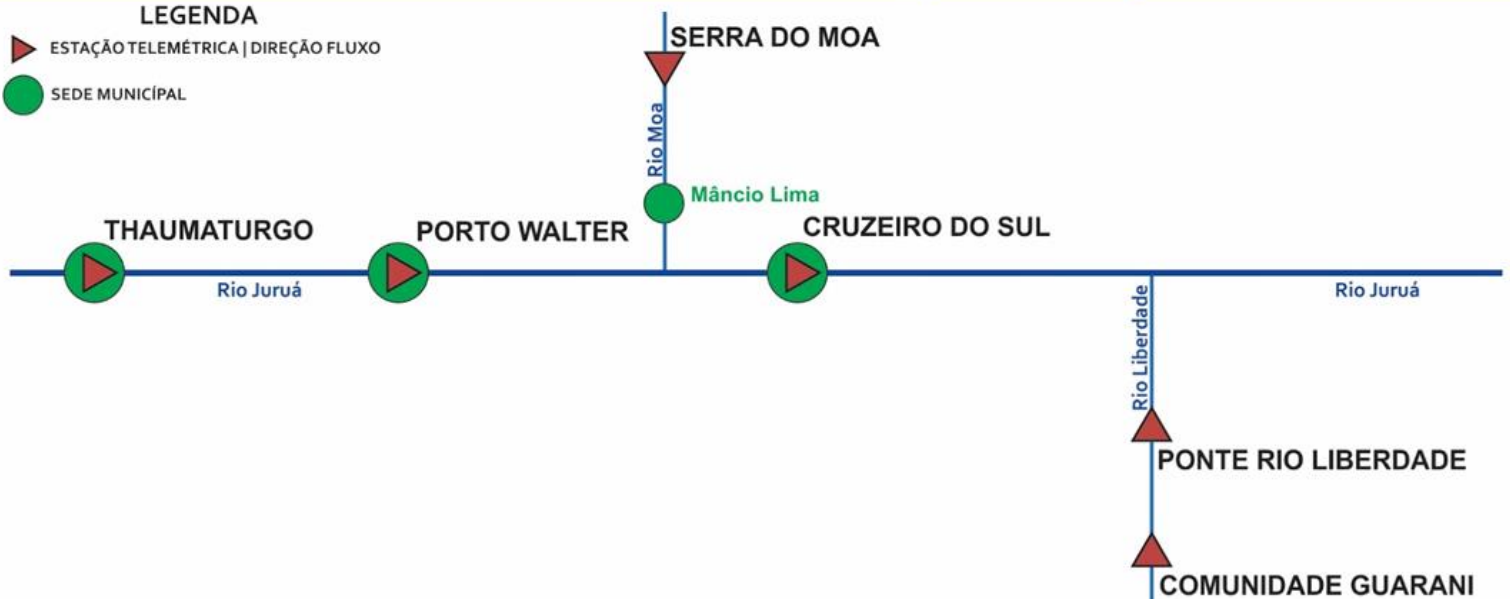 LEGENDA
ESTAÇÃO TELEMÉTRICA | DIREÇÃO FLUXO
SEDE MUNICÍPAL
SERRA DO MOA
Rio Moa
Mâncio Lima
THAUMATURGO
PORTO WALTER
CRUZEIRO DO SUL
Rio Juruá
Rio Juruá
Rio Liberdade
PONTE RIO LIBERDADE
COMUNIDADE GUARANI